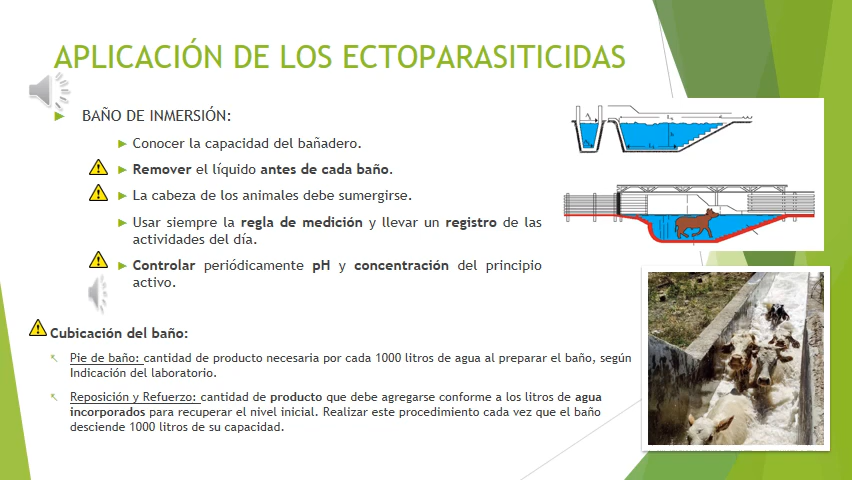 APLICACIÓN DE LOS ECTOPARASITICIDAS
BAÑO DE INMERSIÓN:
Conocer la capacidad del bañadero.
Remover el líquido antes de cada baño.
La cabeza de los animales debe sumergirse.
Usar siempre la regla de medición y llevar un registro de las
actividades del día.
Controlar periódicamente pH y concentración del principio
activo.
Cubicación del baño:
Pie de baño: cantidad de producto necesaria por cada 1000 litros de agua al preparar el baño, según
Indicación del laboratorio.
Reposición y Refuerzo: cantidad de producto que debe agregarse conforme a los litros de agua
incorporados para recuperar el nivel inicial. Realizar este procedimiento cada vez que el baño
desciende 1000 litros de su capacidad.